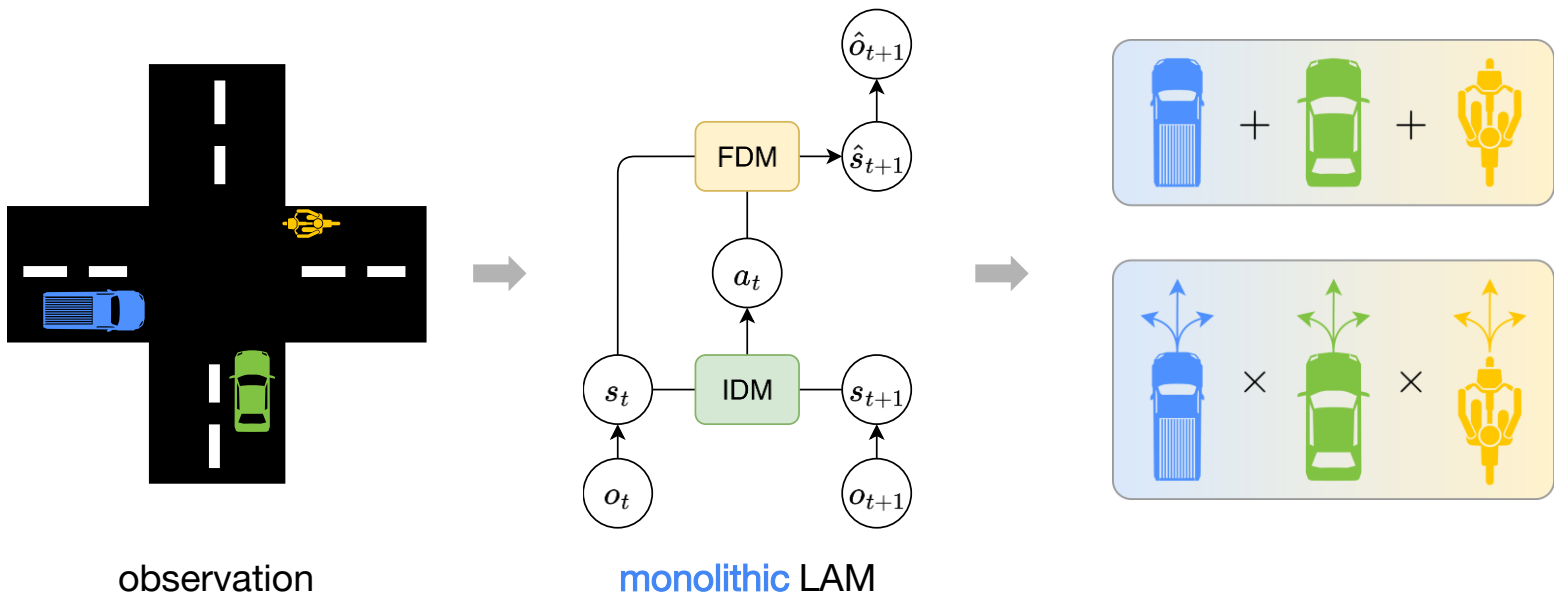 ô_{t+1}
FDM
ŝ_{t+1}
+
+
a_t
s_t
IDM
s_{t+1}
×
×
o_t
o_{t+1}
observation
monolithic LAM